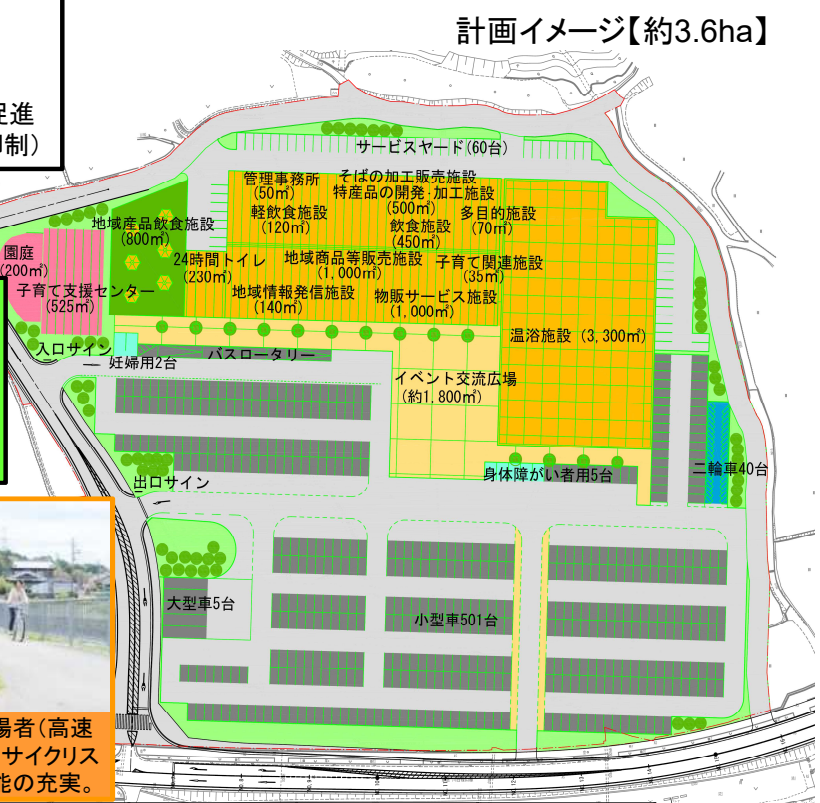 計画イメージ【約3.6ha】
促進
抑制）
サービスヤード(60台)
管理事務所
(50㎡)
そばの加工販売施設
特産品の開発・加工施設
(500㎡)
軽飲食施設
(120㎡)
飲食施設
(450㎡)
多目的施設
(70㎡)
地域産品飲食施設
(800㎡)
園庭
(200㎡)
子育て支援センター
(525㎡)
24時間トイレ
(230㎡)
地域商品等販売施設
(1,000㎡)
子育て関連施設
(35㎡)
地域情報発信施設
(140㎡)
物販サービス施設
(1,000㎡)
温浴施設 (3,300㎡)
入口サイン
妊婦用2台
バスロータリー
イベント交流広場
(約1,800㎡)
出口サイン
身体障がい者用5台
二輪車40台
大型車5台
小型車501台
場者(高速
サイクリス
能の充実。